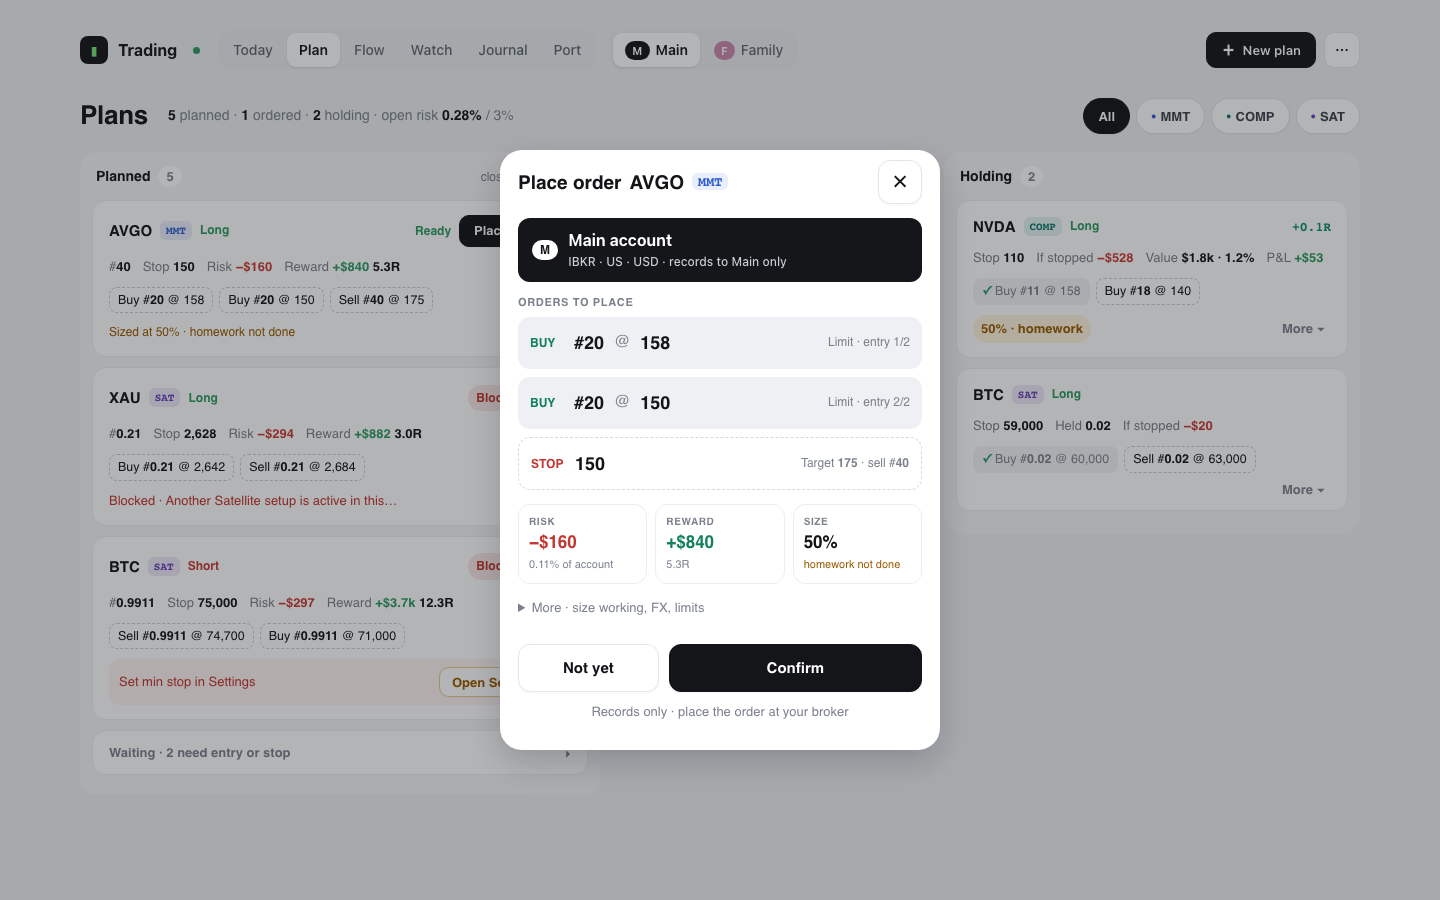 Trading Today Plan Flow Watch Journal Port M Main F Family + New plan ...
Plans 5 planned · 1 ordered · 2 holding · open risk 0.28% / 3% All • MMT • COMP • SAT
Planned 5
AVGO MMT Long Ready
#40 Stop 150 Risk –$160 Reward +$840 5.3R
Buy #20 @ 158 Buy #20 @ 150 Sell #40 @ 175
Sized at 50% · homework not done
XAU SAT Long
#0.21 Stop 2,628 Risk –$294 Reward +$882 3.0R
Buy #0.21 @ 2,642 Sell #0.21 @ 2,684
Blocked · Another Satellite setup is active in this…
BTC SAT Short
#0.9911 Stop 75,000 Risk –$297 Reward +$3.7k 12.3R
Sell #0.9911 @ 74,700 Buy #0.9911 @ 71,000
Set min stop in Settings Open
Waiting · 2 need entry or stop
Place order AVGO MMT ✕
M Main account
IBKR · US · USD · records to Main only
ORDERS TO PLACE
BUY #20 @ 158 Limit · entry 1/2
BUY #20 @ 150 Limit · entry 2/2
STOP 150 Target 175 · sell #40
RISK
–$160
0.11% of account
REWARD
+$840
5.3R
SIZE
50%
homework not done
More · size working, FX, limits
Not yet Confirm
Records only · place the order at your broker
Holding 2
NVDA COMP Long +0.1R
Stop 110 If stopped –$528 Value $1.8k · 1.2% P&L +$53
✓ Buy #11 @ 158 Buy #18 @ 140
50% · homework More
BTC SAT Long
Stop 59,000 Held 0.02 If stopped –$20
✓ Buy #0.02 @ 60,000 Sell #0.02 @ 63,000
More